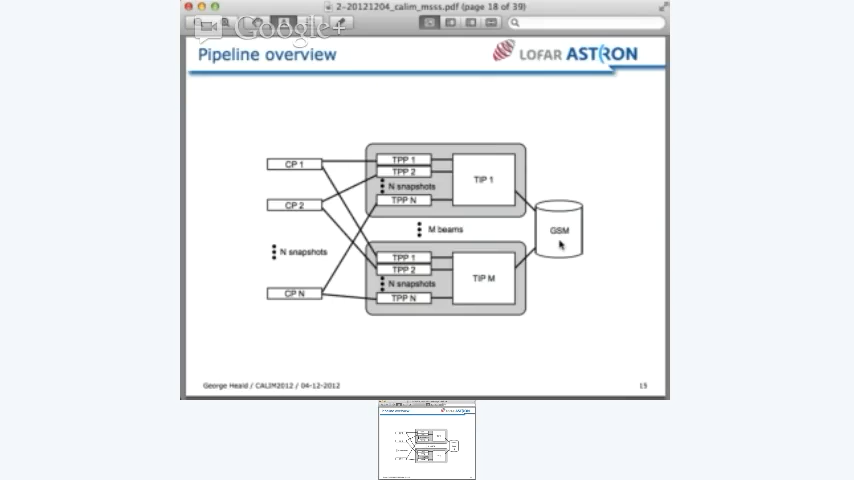 2-20121204_calim_msss.pdf (page 18 of 39)
Google+
Pipeline overview
LOFAR ASTRON
CP 1
CP 2
N snapshots
CP N
TPP 1
TPP 2
N snapshots
TPP N
TIP 1
M beams
TPP 1
TPP 2
N snapshots
TPP N
TIP M
GSM
George Heald / CALIM2012 / 04-12-2012
15